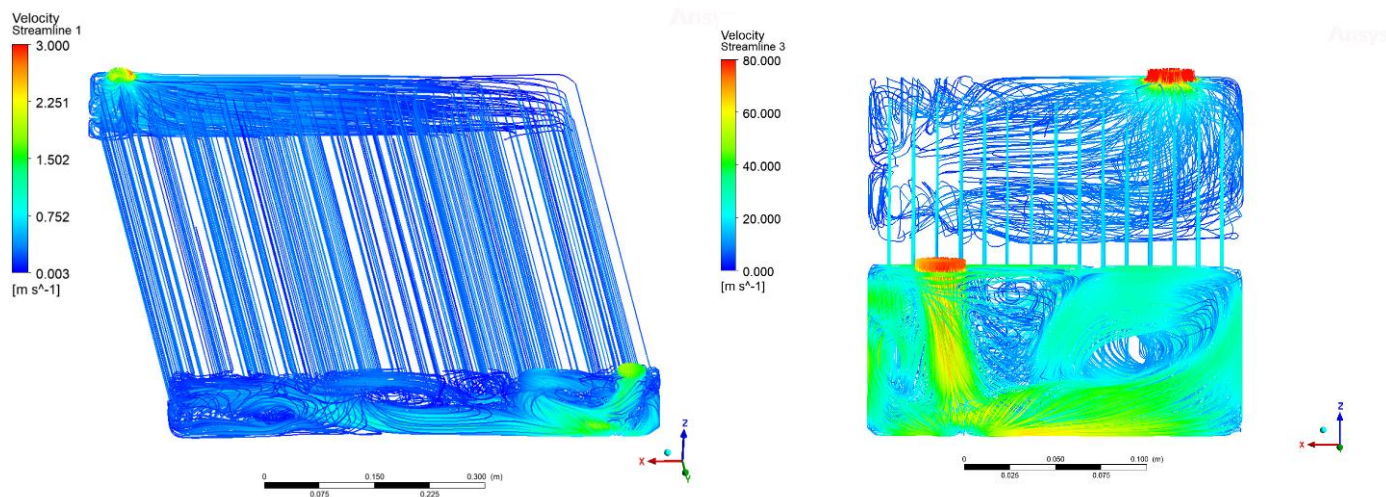 Velocity
Streamline 1
3.000
2.251
1.502
0.752
0.003
[m s^-1]
Z
X
Y
0 0.150 0.300 (m)
0.075 0.225
Ansys
Velocity
Streamline 3
80.000
60.000
40.000
20.000
0.000
[m s^-1]
Z
X
Y
0 0.050 0.100 (m)
0.025 0.075
Ansys